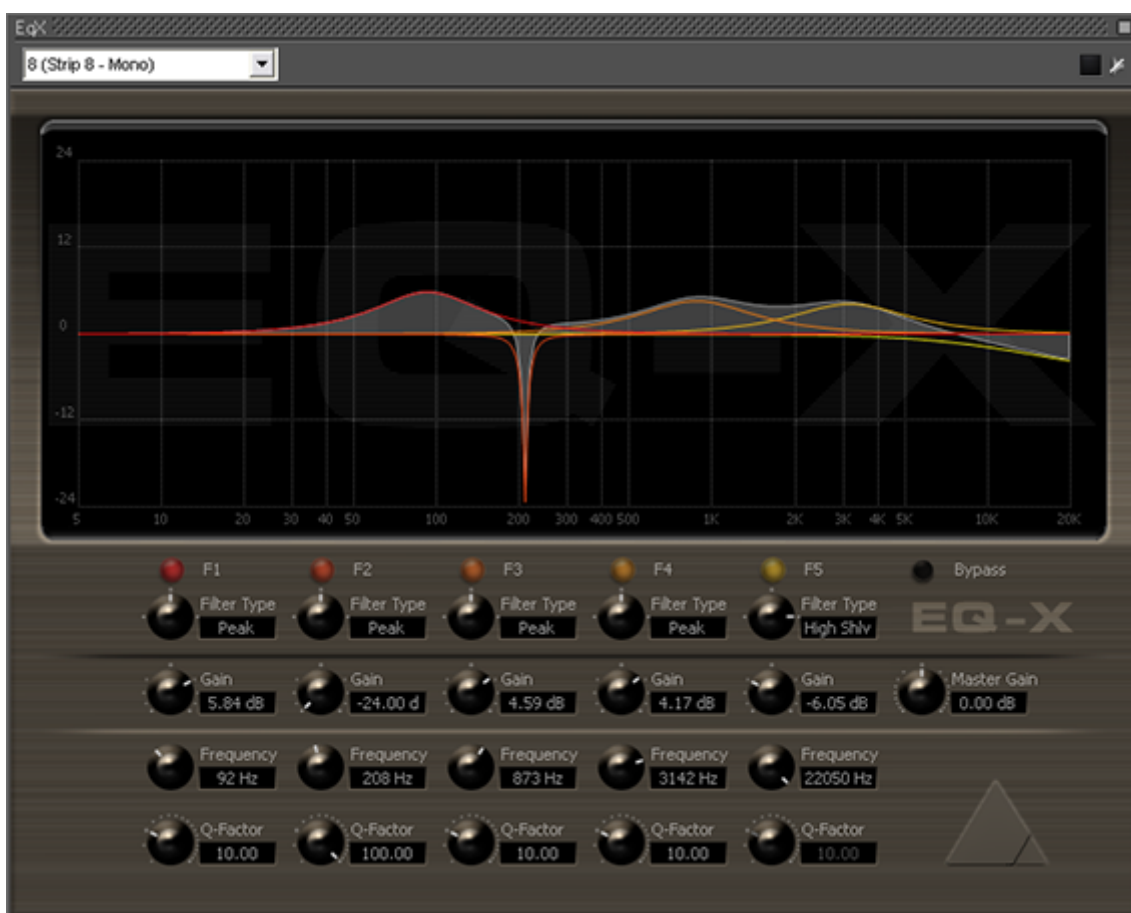 EqX
8 (Strip 8 - Mono)
EQ-X
24
12
0
-12
-24
5 10 20 30 40 50 100 200 300 400 500 1K 2K 3K 4K 5K 10K 20K
F1 F2 F3 F4 F5 Bypass
Filter Type Filter Type Filter Type Filter Type Filter Type
Peak Peak Peak Peak High Shlv
EQ-X
Gain Gain Gain Gain Gain Master Gain
5.84 dB -24.00 d 4.59 dB 4.17 dB -6.05 dB 0.00 dB
Frequency Frequency Frequency Frequency Frequency
92 Hz 208 Hz 873 Hz 3142 Hz 22050 Hz
Q-Factor Q-Factor Q-Factor Q-Factor Q-Factor
10.00 100.00 10.00 10.00 10.00